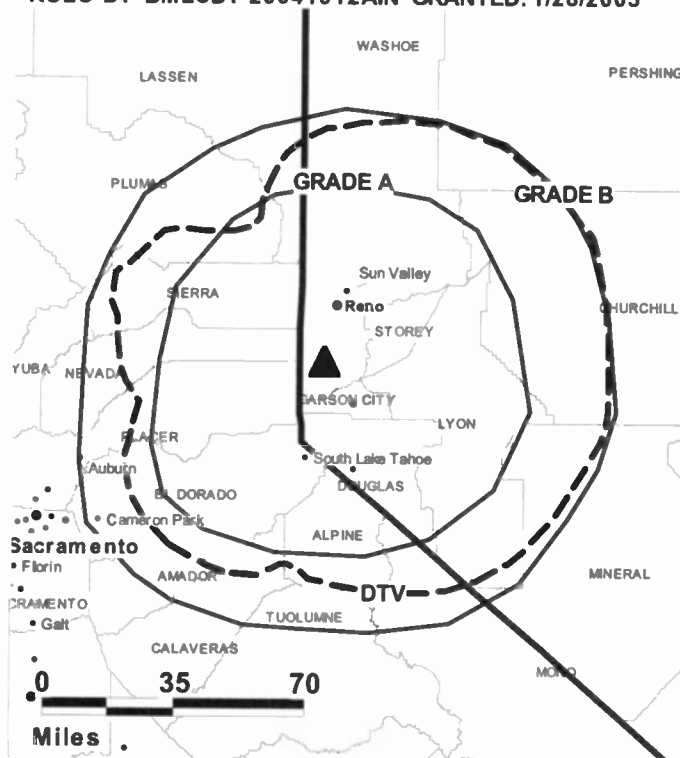 WASHOE
LASSEN
PERSHING
PLUMAS
GRADE A
GRADE B
Sun Valley
SIERRA
Reno
CHURCHILL
STOREY
YUBA
NEVADA
CARSON CITY
LYON
PLACER
Auburn
South Lake Tahoe
DOUGLAS
EL DORADO
Cameron Park
Sacramento
ALPINE
Florin
AMADOR
MINERAL
DTV
CRAMENTO
TUOLUMNE
Galt
CALAVERAS
MONO
0 35 70
Miles